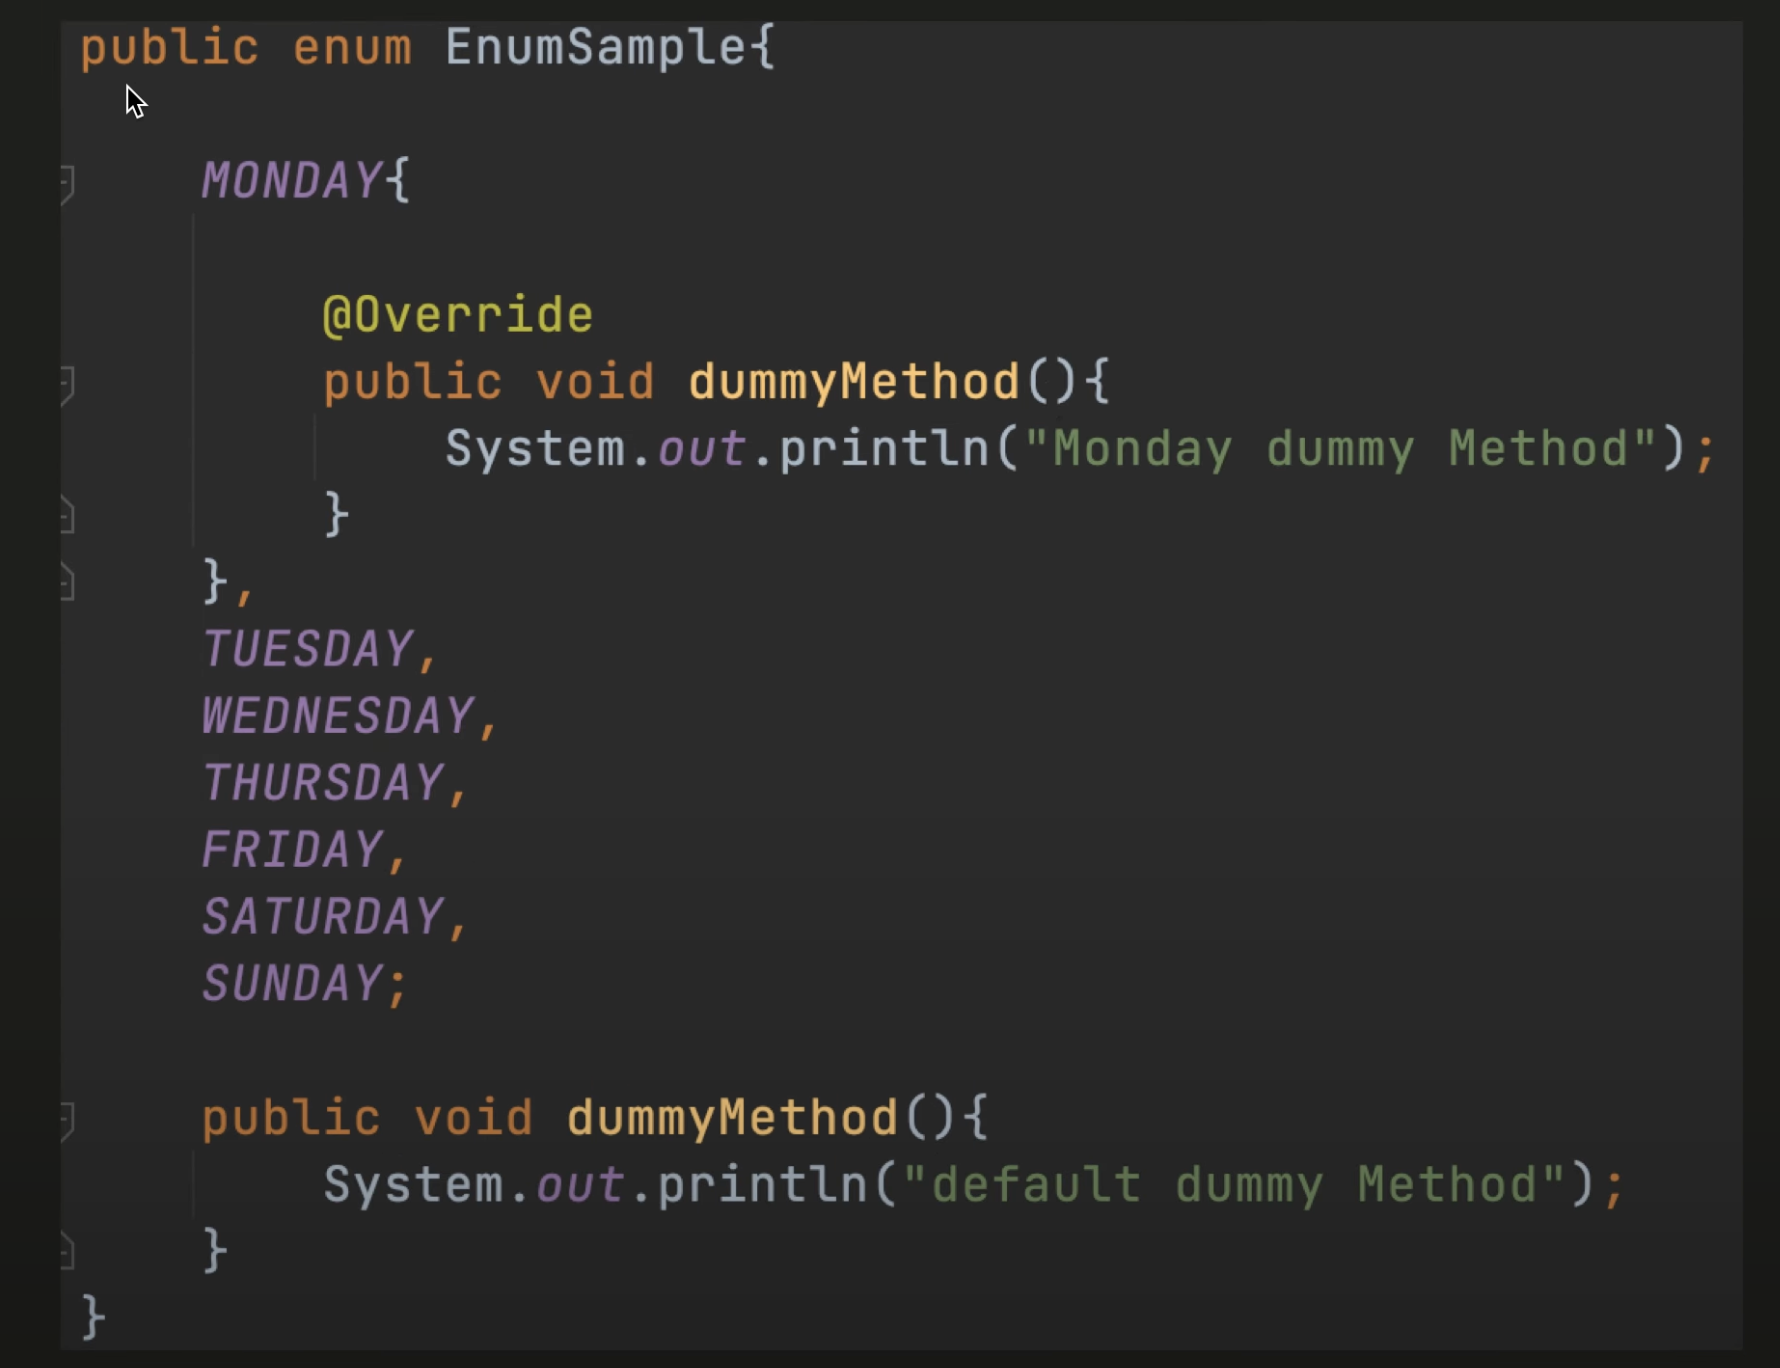 public enum EnumSample{
MONDAY{
@Override
public void dummyMethod(){
System.out.println("Monday dummy Method");
}
},
TUESDAY,
WEDNESDAY,
THURSDAY,
FRIDAY,
SATURDAY,
SUNDAY;
public void dummyMethod(){
System.out.println("default dummy Method");
}
}